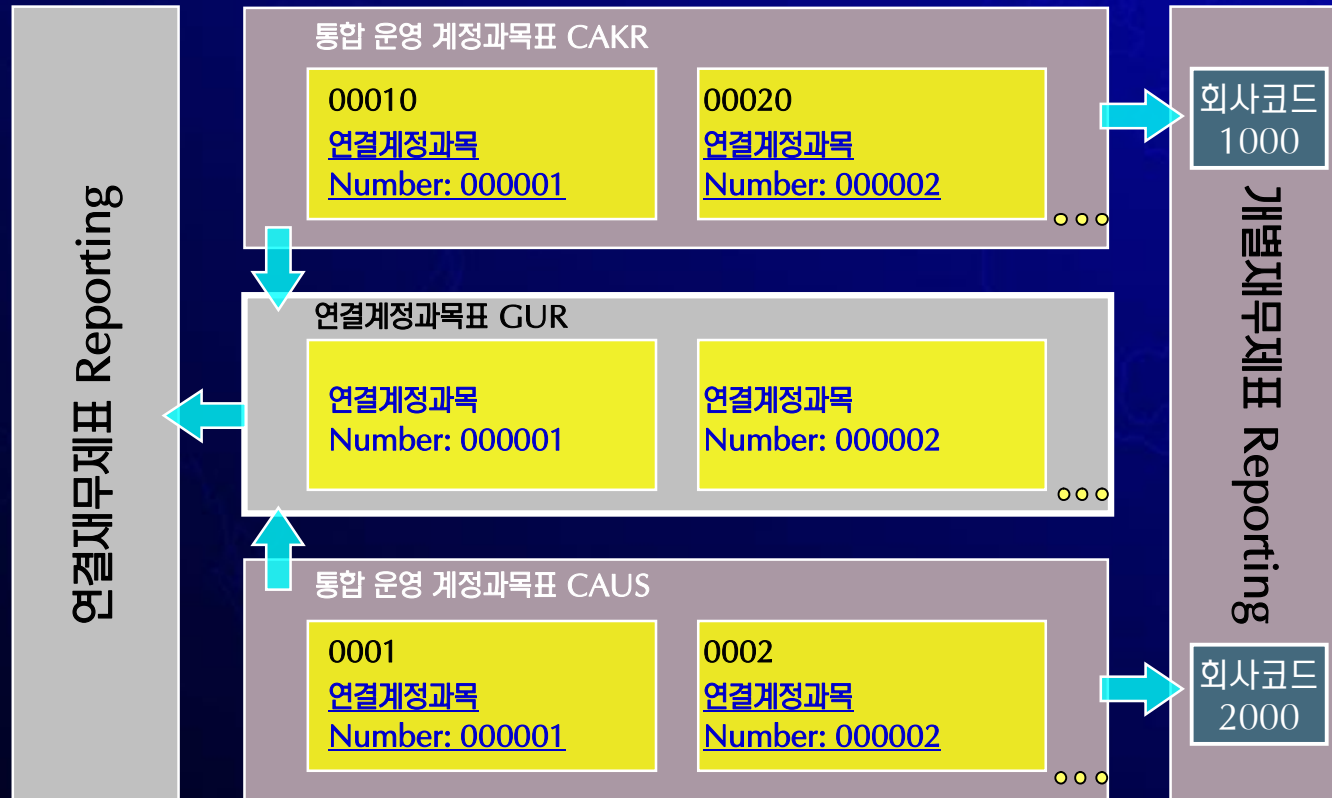 연결재무제표 Reporting
통합 운영 계정과목표 CAKR
00010
연결계정과목
Number: 000001
00020
연결계정과목
Number: 000002
연결계정과목표 GUR
연결계정과목
Number: 000001
연결계정과목
Number: 000002
통합 운영 계정과목표 CAUS
0001
연결계정과목
Number: 000001
0002
연결계정과목
Number: 000002
회사코드
1000
개별재무제표 Reporting
회사코드
2000